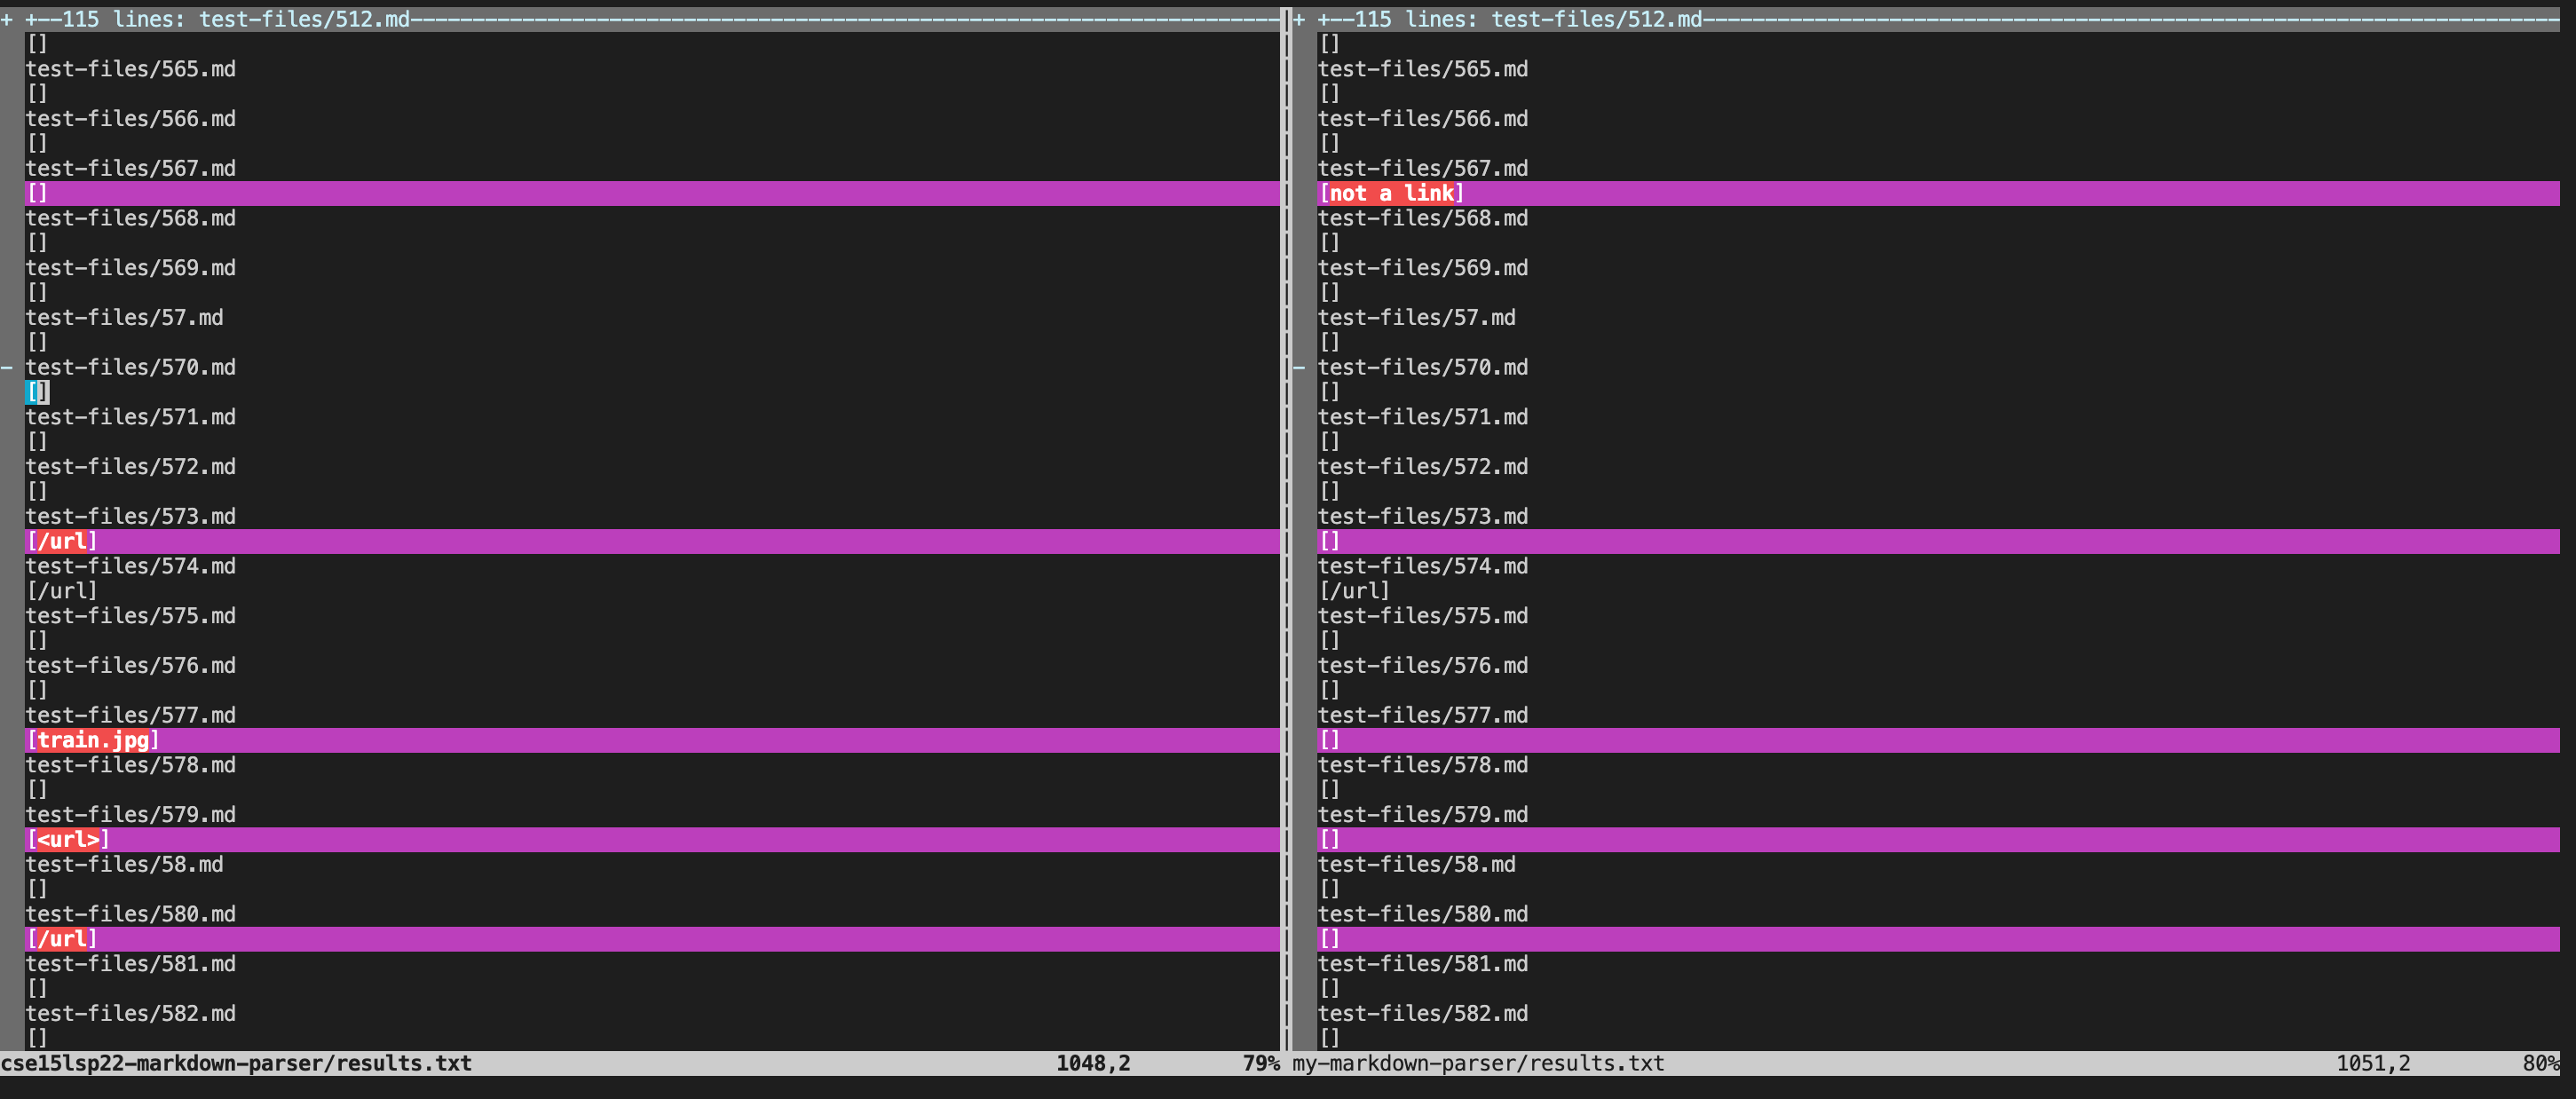 + +--115 lines: test-files/512.md----------------------------------------------------------------------
[]
test-files/565.md
[]
test-files/566.md
[]
test-files/567.md
[]
test-files/568.md
[]
test-files/569.md
[]
test-files/57.md
[]
- test-files/570.md
[]
test-files/571.md
[]
test-files/572.md
[]
test-files/573.md
[/url]
test-files/574.md
[/url]
test-files/575.md
[]
test-files/576.md
[]
test-files/577.md
[train.jpg]
test-files/578.md
[]
test-files/579.md
[<url>]
test-files/58.md
[]
test-files/580.md
[/url]
test-files/581.md
[]
test-files/582.md
[]
cse15lsp22-markdown-parser/results.txt 1048,2 79%
+ +--115 lines: test-files/512.md---------------------------------------------------------------------
[]
test-files/565.md
[]
test-files/566.md
[]
test-files/567.md
[not a link]
test-files/568.md
[]
test-files/569.md
[]
test-files/57.md
[]
- test-files/570.md
[]
test-files/571.md
[]
test-files/572.md
[]
test-files/573.md
[]
test-files/574.md
[/url]
test-files/575.md
[]
test-files/576.md
[]
test-files/577.md
[]
test-files/578.md
[]
test-files/579.md
[]
test-files/58.md
[]
test-files/580.md
[]
test-files/581.md
[]
test-files/582.md
[]
my-markdown-parser/results.txt 1051,2 80%